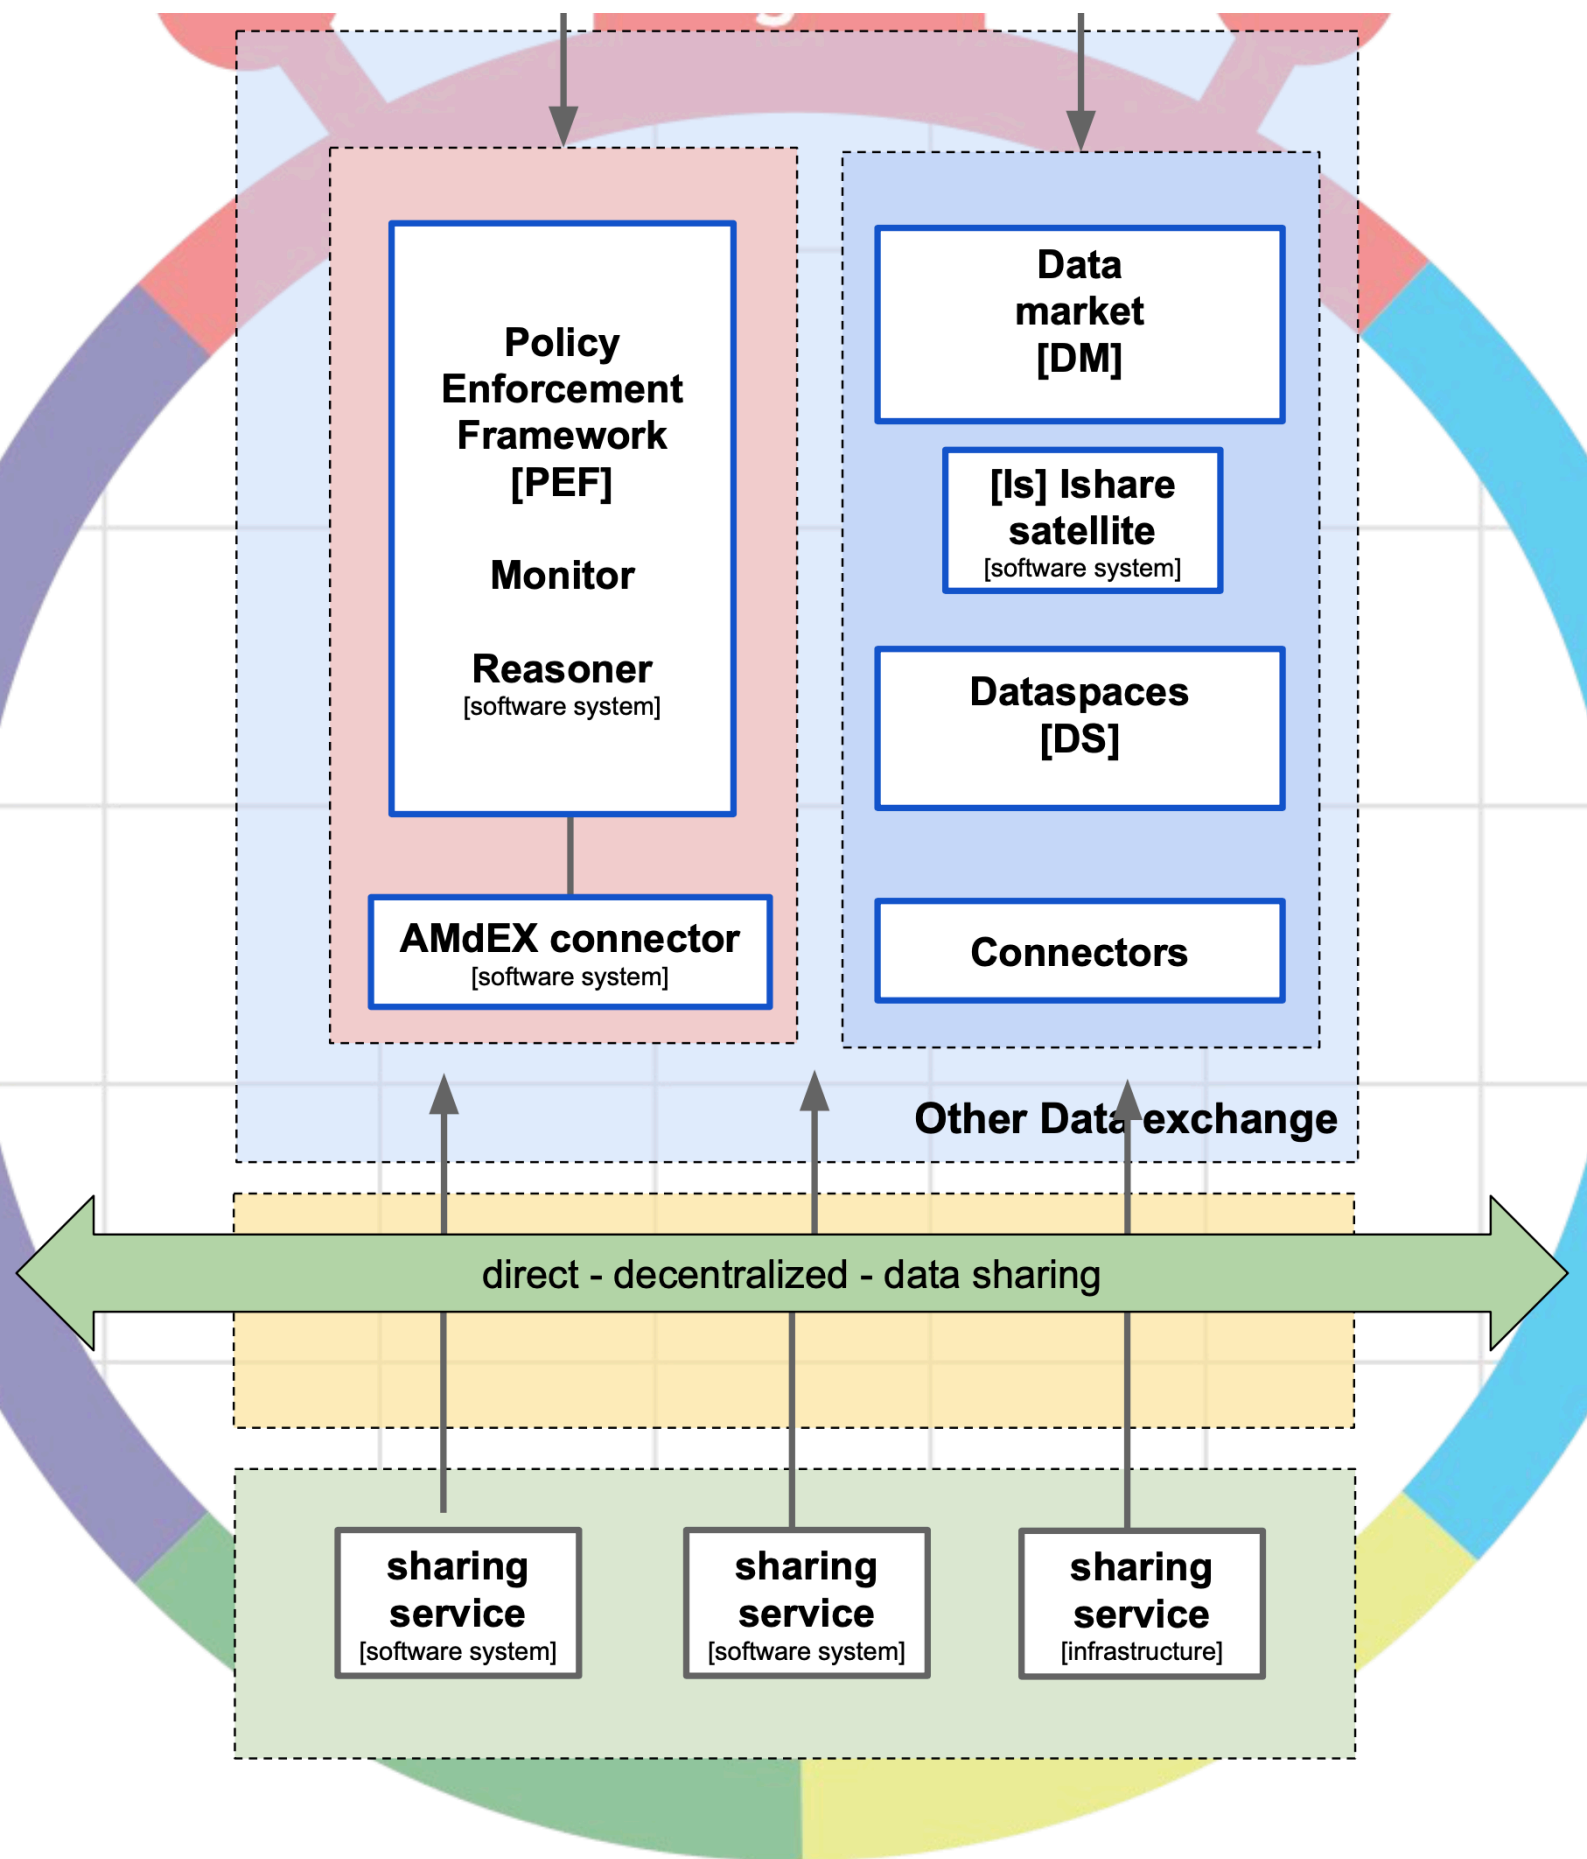 Policy
Enforcement
Framework
[PEF]
Monitor
Reasoner
[software system]
AMdEX connector
[software system]
Data
market
[DM]
[Is] Ishare
satellite
[software system]
Dataspaces
[DS]
Connectors
Other Data exchange
direct - decentralized - data sharing
sharing
service
[software system]
sharing
service
[software system]
sharing
service
[infrastructure]